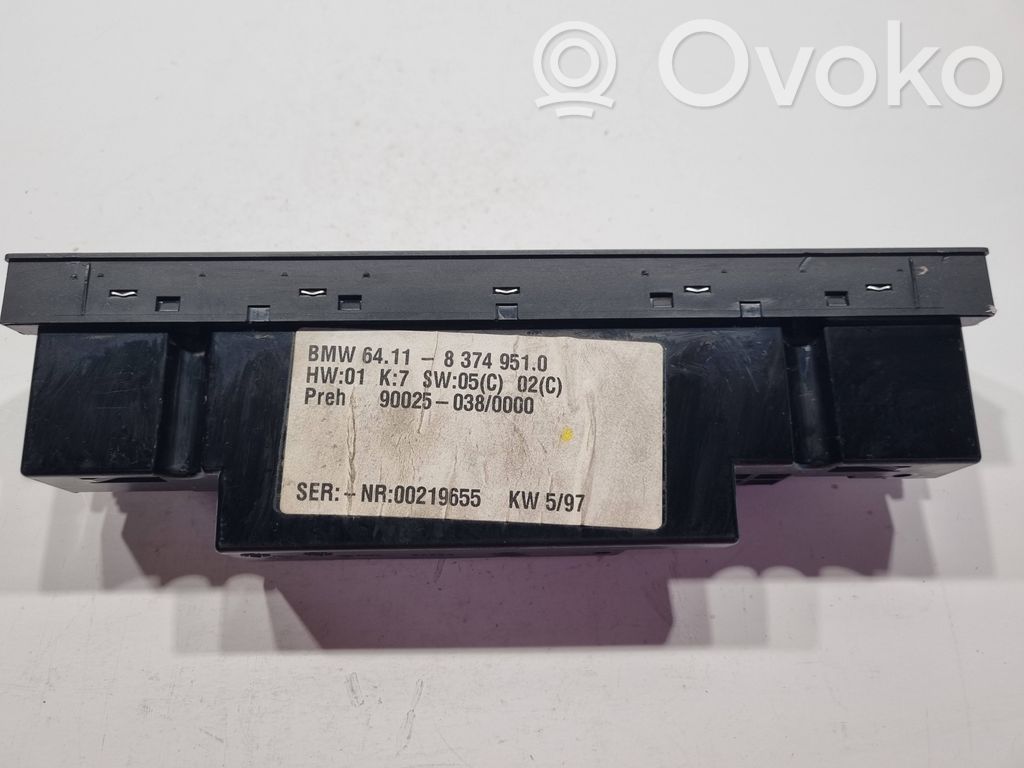 Ovoko
BMW 64.11 - 8 374 951.0
HW:01 K:7 SW:05(C) 02(C)
Preh 90025-038/0000
SER:-NR:00219655 KW 5/97